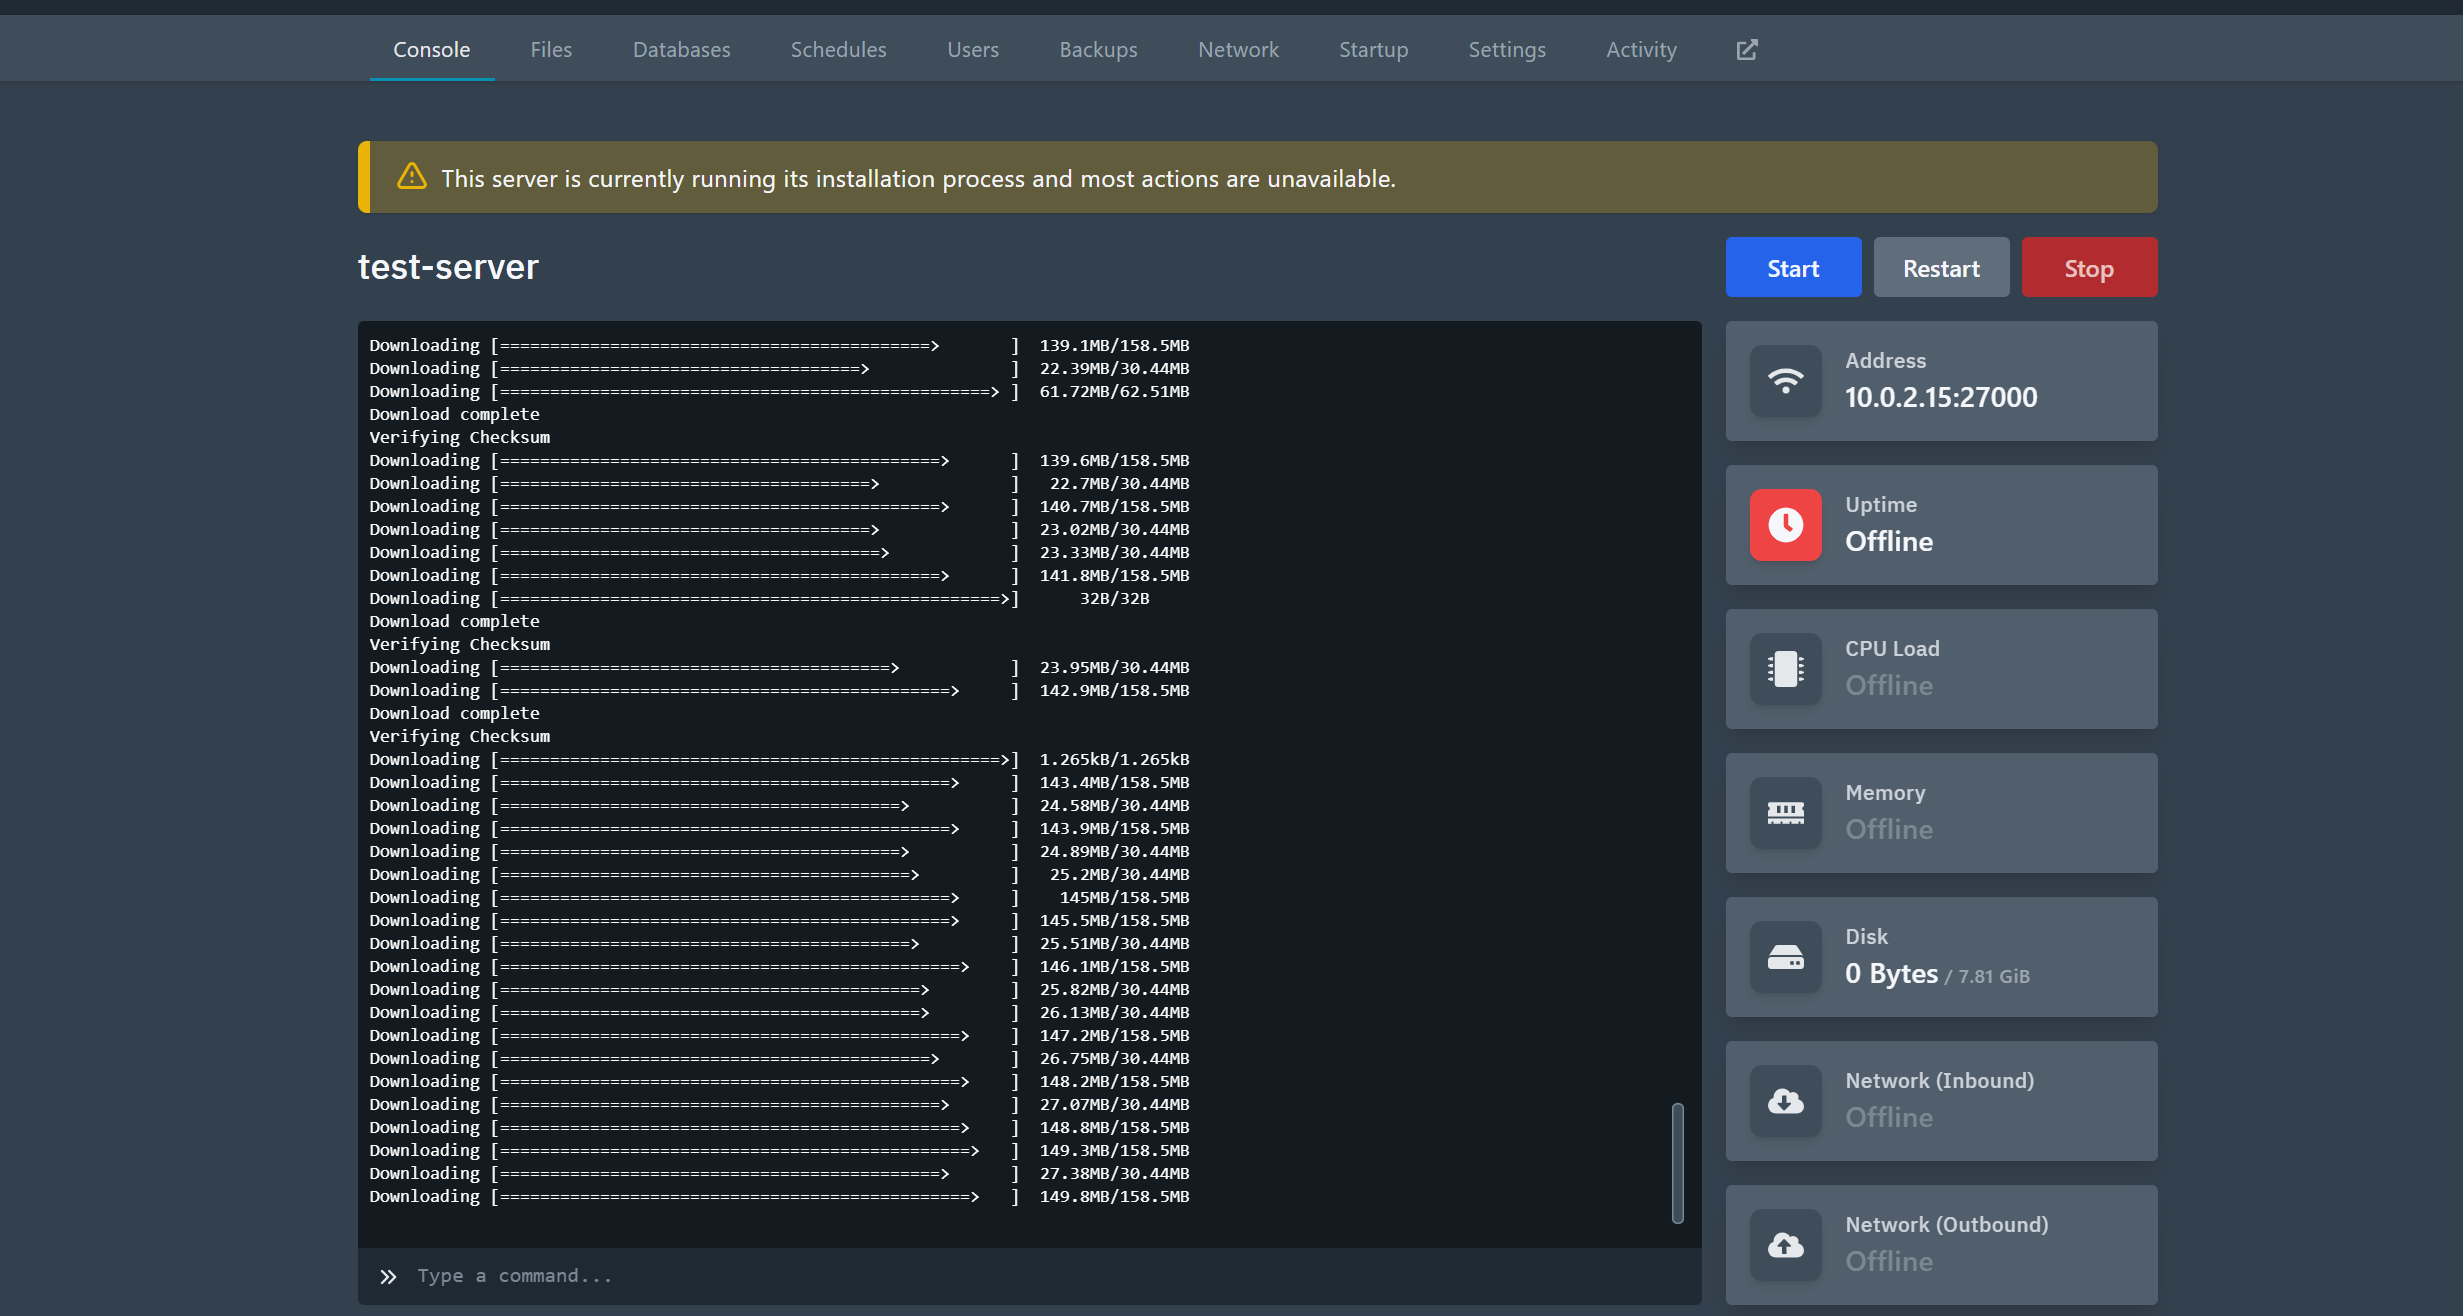 Console Files Databases Schedules Users Backups Network Startup Settings Activity
This server is currently running its installation process and most actions are unavailable.
test-server
Start Restart Stop
Downloading [===========================================>       ]  139.1MB/158.5MB
Downloading [====================================>              ]  22.39MB/30.44MB
Downloading [=================================================> ]  61.72MB/62.51MB
Download complete
Verifying Checksum
Downloading [============================================>      ]  139.6MB/158.5MB
Downloading [=====================================>             ]   22.7MB/30.44MB
Downloading [============================================>      ]  140.7MB/158.5MB
Downloading [=====================================>             ]  23.02MB/30.44MB
Downloading [======================================>            ]  23.33MB/30.44MB
Downloading [============================================>      ]  141.8MB/158.5MB
Downloading [==================================================>]      32B/32B
Download complete
Verifying Checksum
Downloading [=======================================>           ]  23.95MB/30.44MB
Downloading [=============================================>     ]  142.9MB/158.5MB
Download complete
Verifying Checksum
Downloading [==================================================>]  1.265kB/1.265kB
Downloading [=============================================>     ]  143.4MB/158.5MB
Downloading [========================================>          ]  24.58MB/30.44MB
Downloading [=============================================>     ]  143.9MB/158.5MB
Downloading [========================================>          ]  24.89MB/30.44MB
Downloading [=========================================>         ]   25.2MB/30.44MB
Downloading [=============================================>     ]    145MB/158.5MB
Downloading [=============================================>     ]  145.5MB/158.5MB
Downloading [=========================================>         ]  25.51MB/30.44MB
Downloading [==============================================>    ]  146.1MB/158.5MB
Downloading [==========================================>        ]  25.82MB/30.44MB
Downloading [==========================================>        ]  26.13MB/30.44MB
Downloading [==============================================>    ]  147.2MB/158.5MB
Downloading [===========================================>       ]  26.75MB/30.44MB
Downloading [==============================================>    ]  148.2MB/158.5MB
Downloading [============================================>      ]  27.07MB/30.44MB
Downloading [==============================================>    ]  148.8MB/158.5MB
Downloading [===============================================>   ]  149.3MB/158.5MB
Downloading [============================================>      ]  27.38MB/30.44MB
Downloading [===============================================>   ]  149.8MB/158.5MB
Type a command...
Address
10.0.2.15:27000
Uptime
Offline
CPU Load
Offline
Memory
Offline
Disk
0 Bytes / 7.81 GiB
Network (Inbound)
Offline
Network (Outbound)
Offline